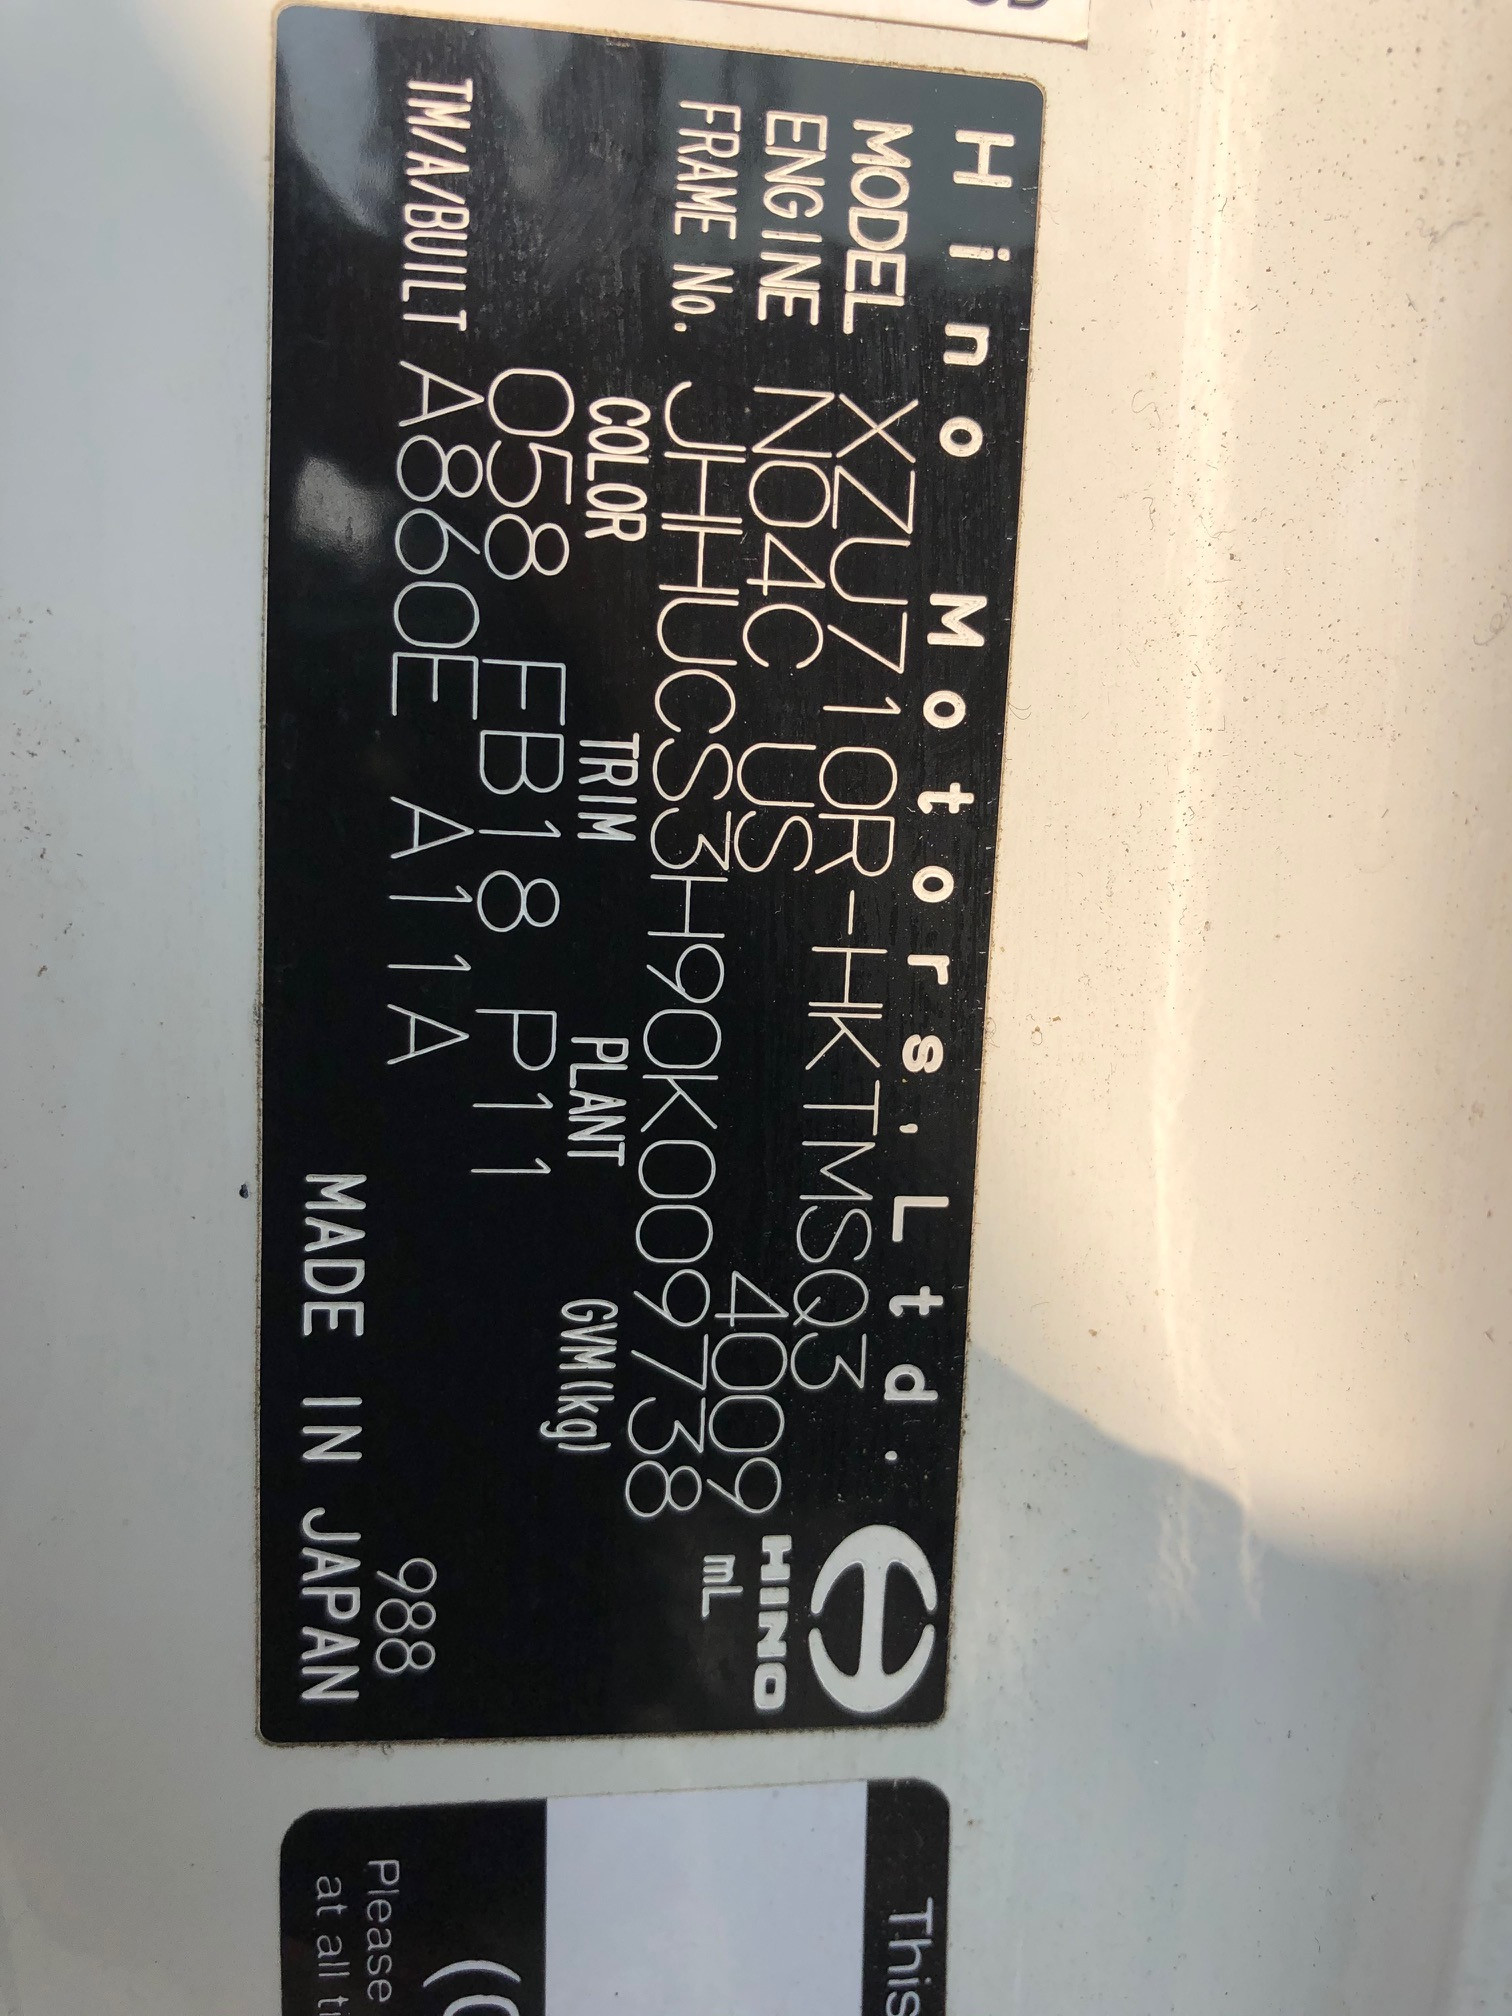 Hino Motors, Ltd.
MODEL XZU710R-HKTMSQ3
HINO
ENGINE N04C US 4009 mL
FRAME No. JHHUCS3H90K009738
COLOR TRIM PLANT GVM(kg)
058 FB18 P11
TM/A/BUILT A860E A11A
988
MADE IN JAPAN
This
Please
at all